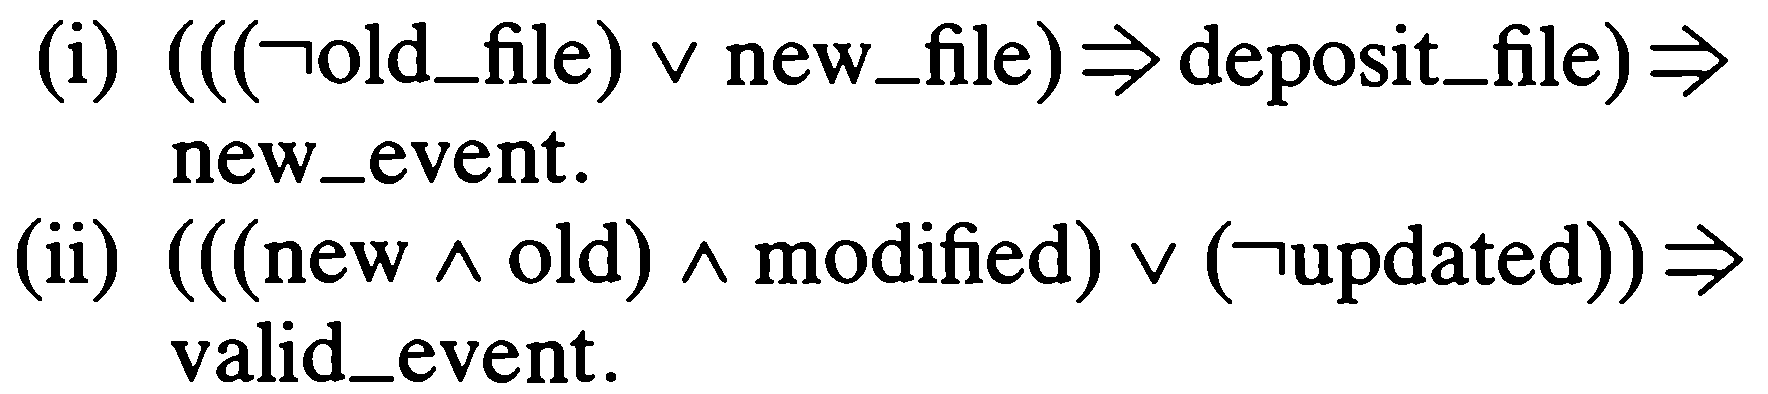 (i) (((¬old_file) ∨ new_file) ⇒ deposit_file) ⇒
new_event.
(ii) (((new ∧ old) ∧ modified) ∨ (¬updated)) ⇒
valid_event.